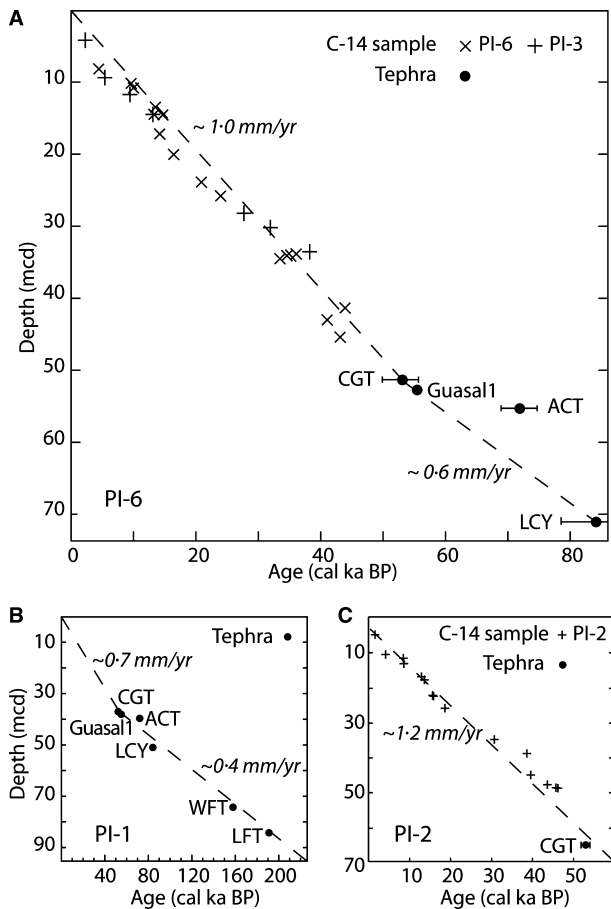 A
C-14 sample × PI-6 + PI-3
Tephra
10
20
30
40
50
60
70
Depth (mcd)
~ 1·0 mm/yr
CGT
Guasal1
ACT
~ 0·6 mm/yr
LCY
PI-6
0 20 40 60 80
Age (cal ka BP)
B
Tephra
10
30
50
70
90
Depth (mcd)
~0·7 mm/yr
CGT
Guasal1
ACT
LCY
~0·4 mm/yr
WFT
LFT
PI-1
40 80 120 160 200
Age (cal ka BP)
C
C-14 sample + PI-2
Tephra
0
10
30
50
70
~1·2 mm/yr
CGT
PI-2
10 20 30 40 50
Age (cal ka BP)